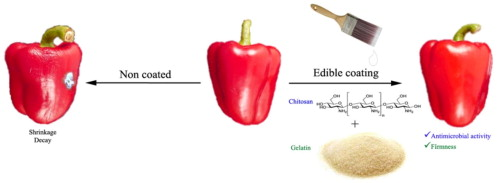 Non coated
Edible coating
Shrinkage
Decay
Chitosan
+
Gelatin
✓Antimicrobial activity
✓Firmness